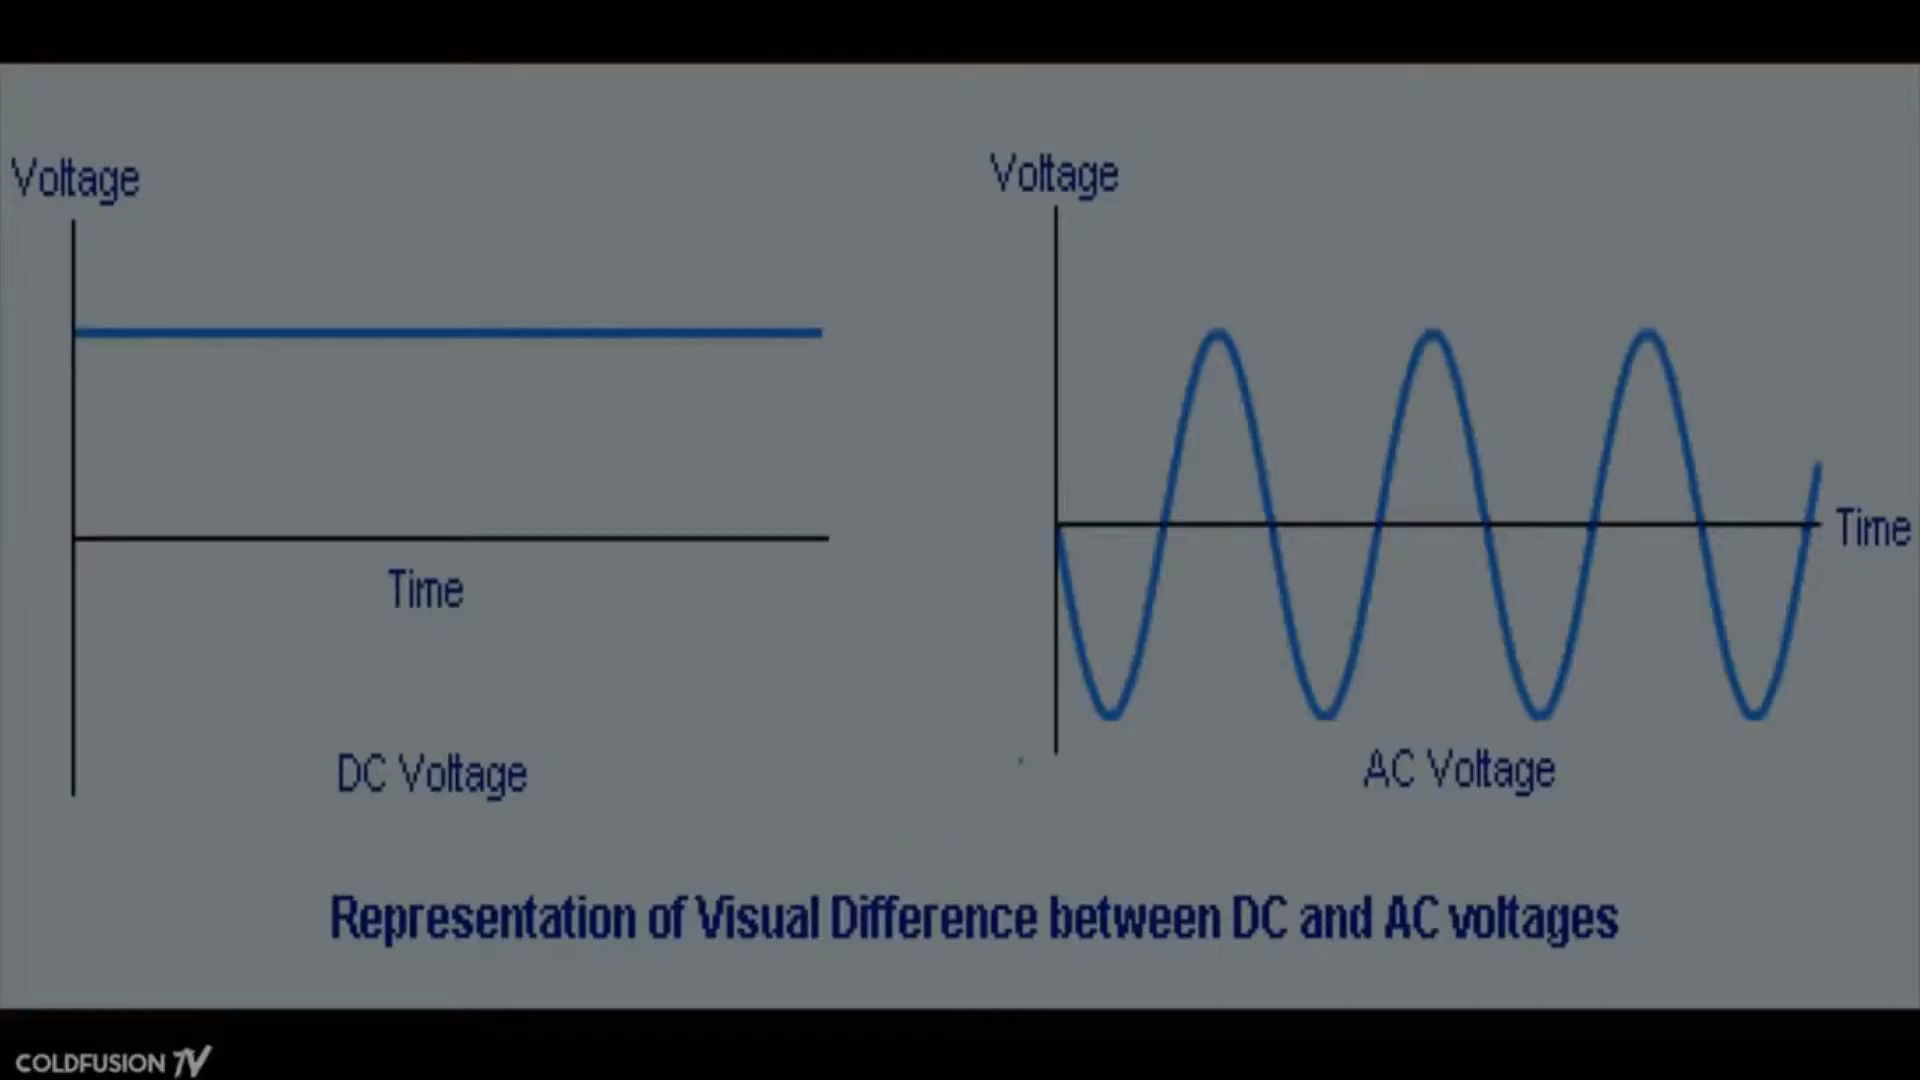 Voltage
Time
DC Voltage
Voltage
Time
AC Voltage
Representation of Visual Difference between DC and AC voltages
COLDFUSION TV